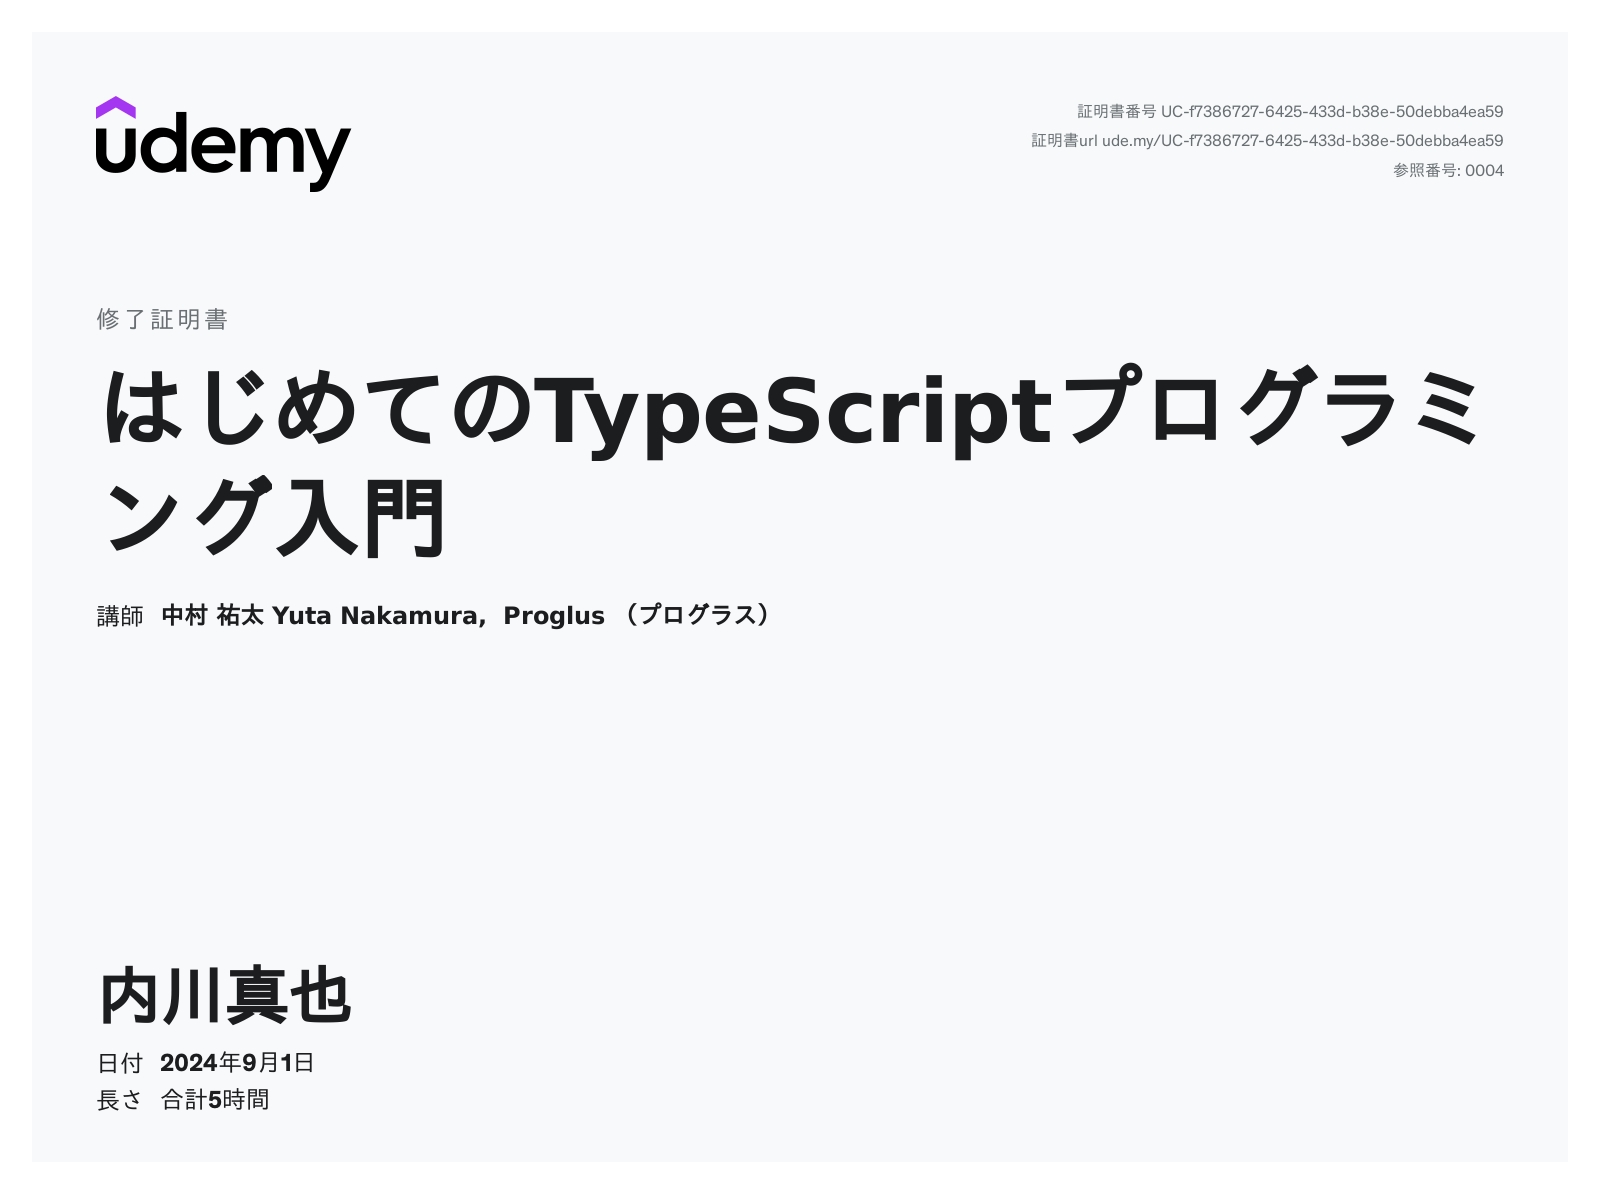 udemy
証明書番号 UC-f7386727-6425-433d-b38e-50debba4ea59
証明書url ude.my/UC-f7386727-6425-433d-b38e-50debba4ea59
参照番号: 0004
修了証明書
はじめてのTypeScriptプログラミ
ング入門
講師 中村 祐太 Yuta Nakamura, Proglus （プログラス）
内川真也
日付 2024年9月1日
長さ 合計5時間